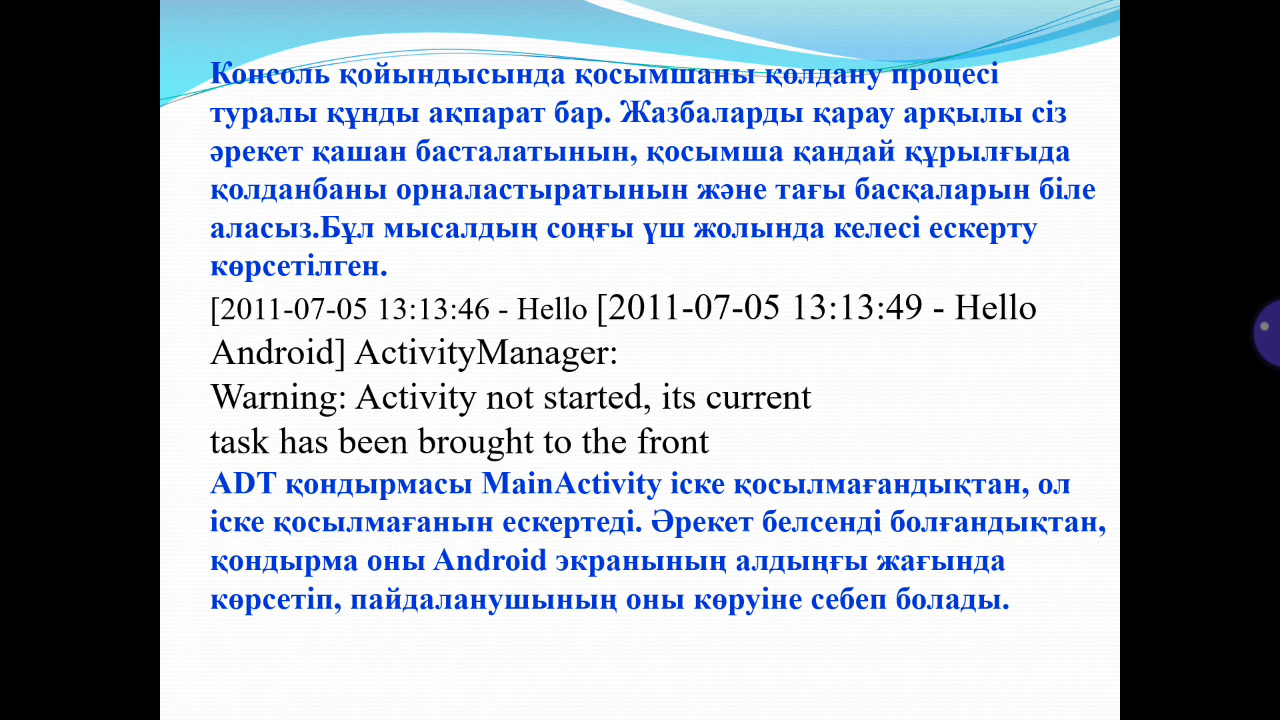 Консоль қойындысында қосымшаны қолдану процесі
туралы құнды ақпарат бар. Жазбаларды қарау арқылы сіз
әрекет қашан басталатынын, қосымша қандай құрылғыда
қолданбаны орналастыратынын және тағы басқаларын біле
аласыз.Бұл мысалдың соңғы үш жолында келесі ескерту
көрсетілген.
[2011-07-05 13:13:46 - Hello [2011-07-05 13:13:49 - Hello
Android] ActivityManager:
Warning: Activity not started, its current
task has been brought to the front
ADT қондырмасы MainActivity іске қосылмағандықтан, ол
іске қосылмағанын ескертеді. Әрекет белсенді болғандықтан,
қондырма оны Android экранының алдыңғы жағында
көрсетіп, пайдаланушының оны көруіне себеп болады.